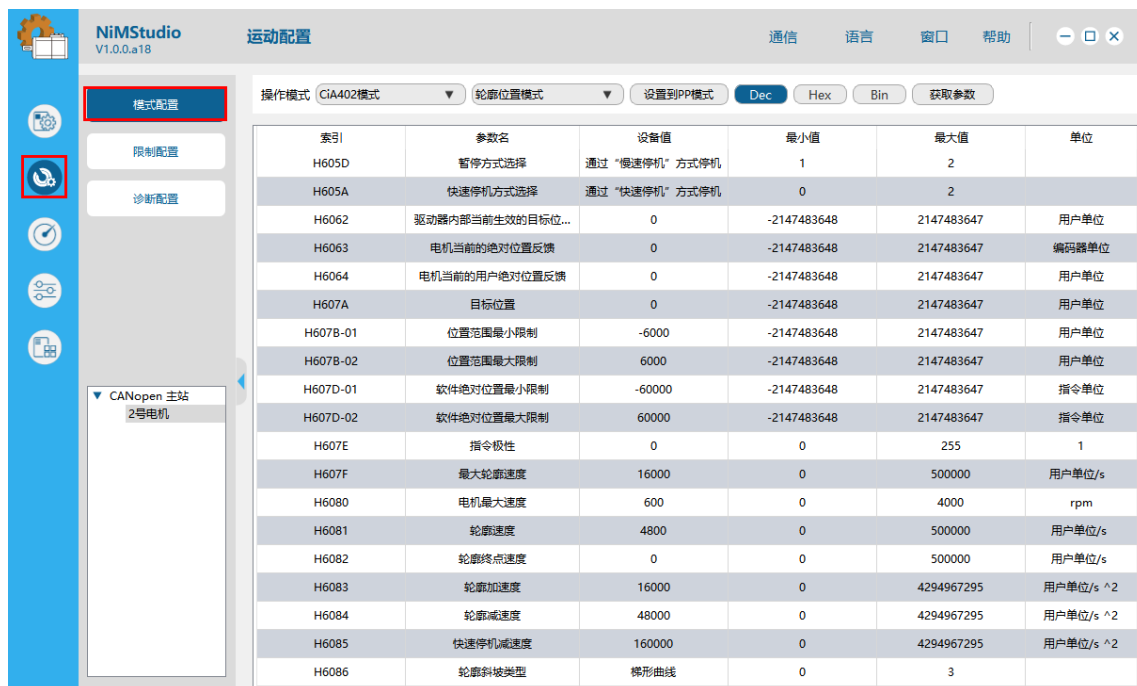 NiMStudio
V1.0.0.a18
运动配置 通信 语言 窗口 帮助
模式配置
限制配置
诊断配置
操作模式 CiA402模式 轮廓位置模式 设置到PP模式 Dec Hex Bin 获取参数
索引 参数名 设备值 最小值 最大值 单位
H605D 暂停方式选择 通过“慢速停机”方式停机 1 2
H605A 快速停机方式选择 通过“快速停机”方式停机 0 2
H6062 驱动器内部当前生效的目标位... 0 -2147483648 2147483647 用户单位
H6063 电机当前的绝对位置反馈 0 -2147483648 2147483647 编码器单位
H6064 电机当前的用户绝对位置反馈 0 -2147483648 2147483647 用户单位
H607A 目标位置 0 -2147483648 2147483647 用户单位
H607B-01 位置范围最小限制 -6000 -2147483648 2147483647 用户单位
H607B-02 位置范围最大限制 6000 -2147483648 2147483647 用户单位
H607D-01 软件绝对位置最小限制 -60000 -2147483648 2147483647 指令单位
H607D-02 软件绝对位置最大限制 60000 -2147483648 2147483647 指令单位
H607E 指令极性 0 0 255 1
H607F 最大轮廓速度 16000 0 500000 用户单位/s
H6080 电机最大速度 600 0 4000 rpm
H6081 轮廓速度 4800 0 500000 用户单位/s
H6082 轮廓终点速度 0 0 500000 用户单位/s
H6083 轮廓加速度 16000 0 4294967295 用户单位/s ^2
H6084 轮廓减速度 48000 0 4294967295 用户单位/s ^2
H6085 快速停机减速度 160000 0 4294967295 用户单位/s ^2
H6086 轮廓斜坡类型 梯形曲线 0 3
CANopen 主站
2号电机